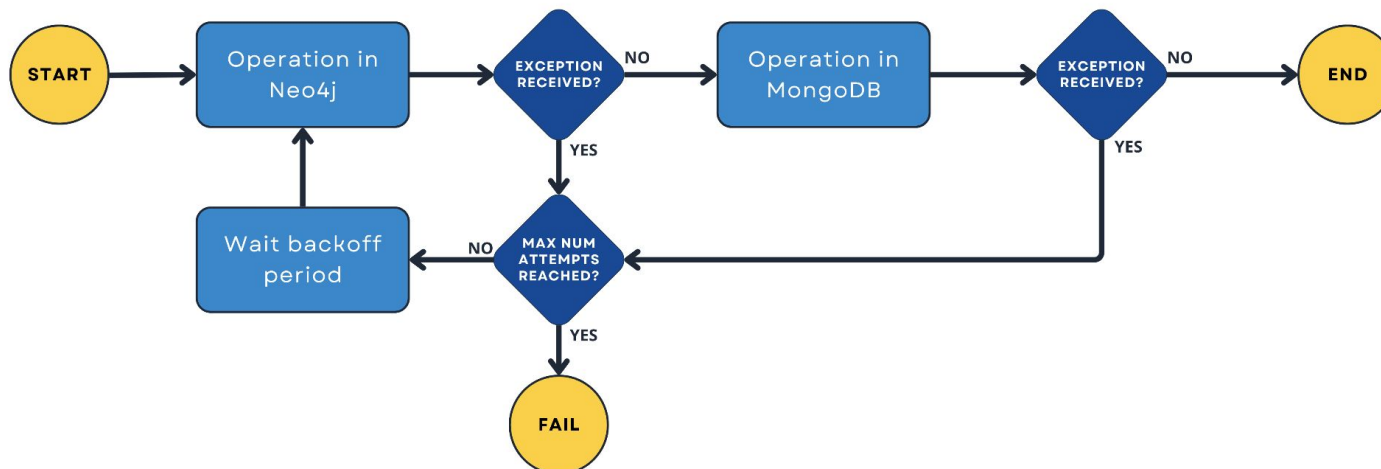 START
Operation in
Neo4j
EXCEPTION
RECEIVED?
NO
Operation in
MongoDB
EXCEPTION
RECEIVED?
NO
END
YES
YES
Wait backoff
period
NO
MAX NUM
ATTEMPTS
REACHED?
YES
FAIL